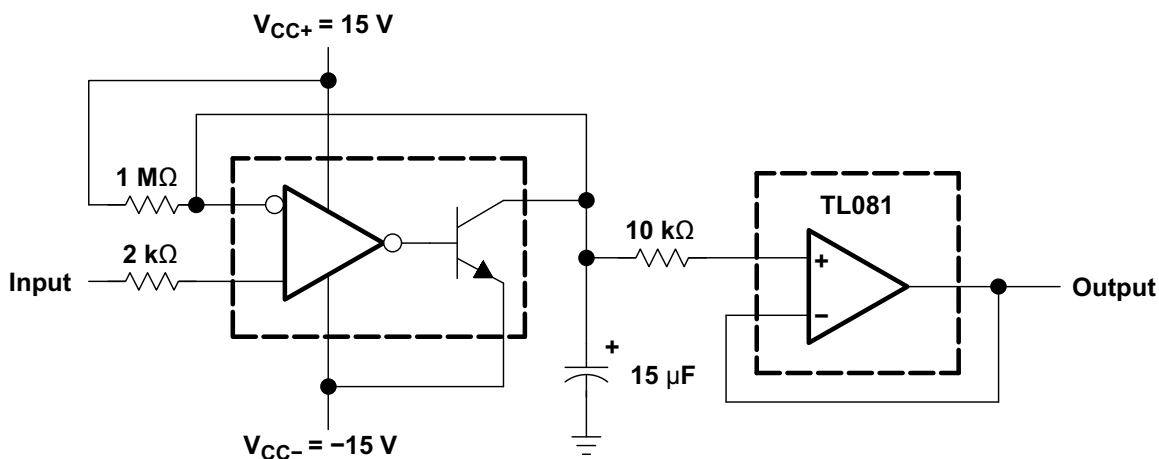 VCC+ = 15 V
1 MΩ
TL081
10 kΩ
2 kΩ
Input
+
−
Output
+
15 µF
VCC− = −15 V